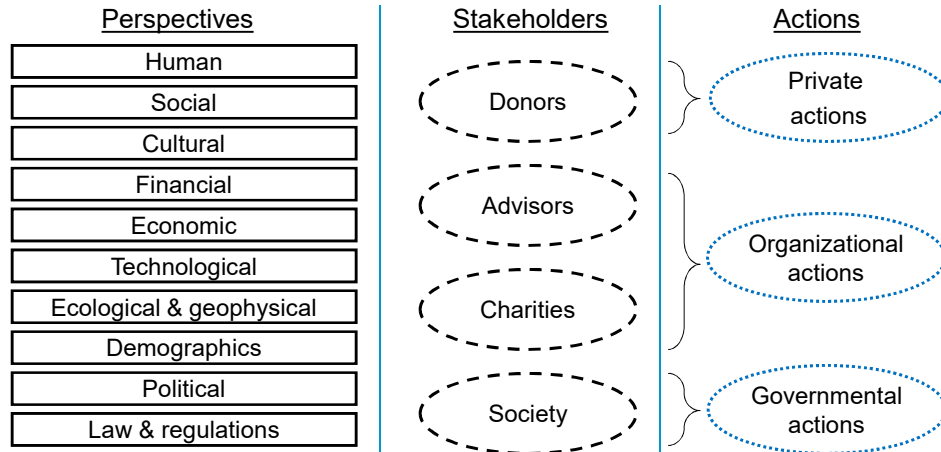 Perspectives
Human
Social
Cultural
Financial
Economic
Technological
Ecological & geophysical
Demographics
Political
Law & regulations
Stakeholders
Donors
Advisors
Charities
Society
Actions
Private
actions
Organizational
actions
Governmental
actions